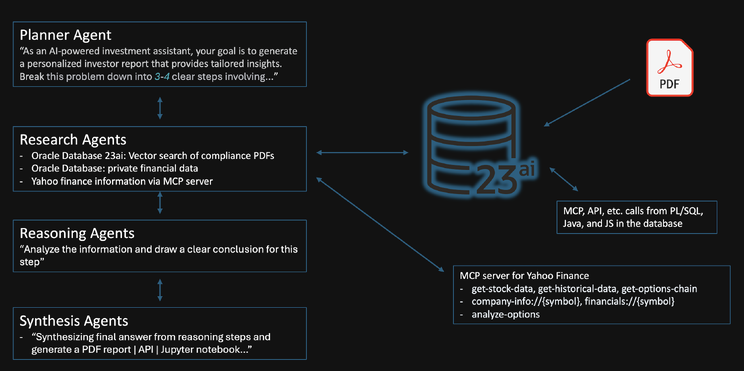 Planner Agent
“As an AI-powered investment assistant, your goal is to generate
a personalized investor report that provides tailored insights.
Break this problem down into 3-4 clear steps involving...”
Research Agents
- Oracle Database 23ai: Vector search of compliance PDFs
- Oracle Database: private financial data
- Yahoo finance information via MCP server
Reasoning Agents
“Analyze the information and draw a clear conclusion for this
step”
Synthesis Agents
- “Synthesizing final answer from reasoning steps and
generate a PDF report | API | Jupyter notebook...”
23ai
PDF
MCP, API, etc. calls from PL/SQL,
Java, and JS in the database
MCP server for Yahoo Finance
- get-stock-data, get-historical-data, get-options-chain
- company-info://{symbol}, financials://{symbol}
- analyze-options